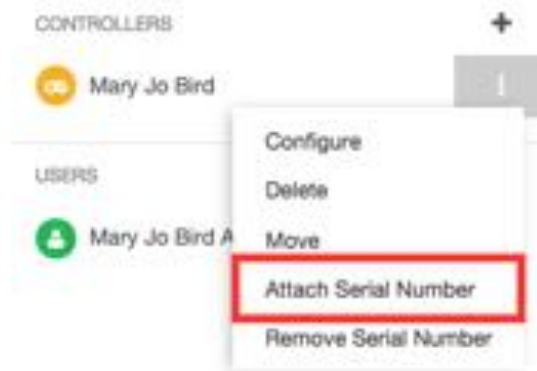 CONTROLLERS
Mary Jo Bird
Configure
Delete
USERS
Mary Jo Bird A
Move
Attach Serial Number
Remove Serial Number